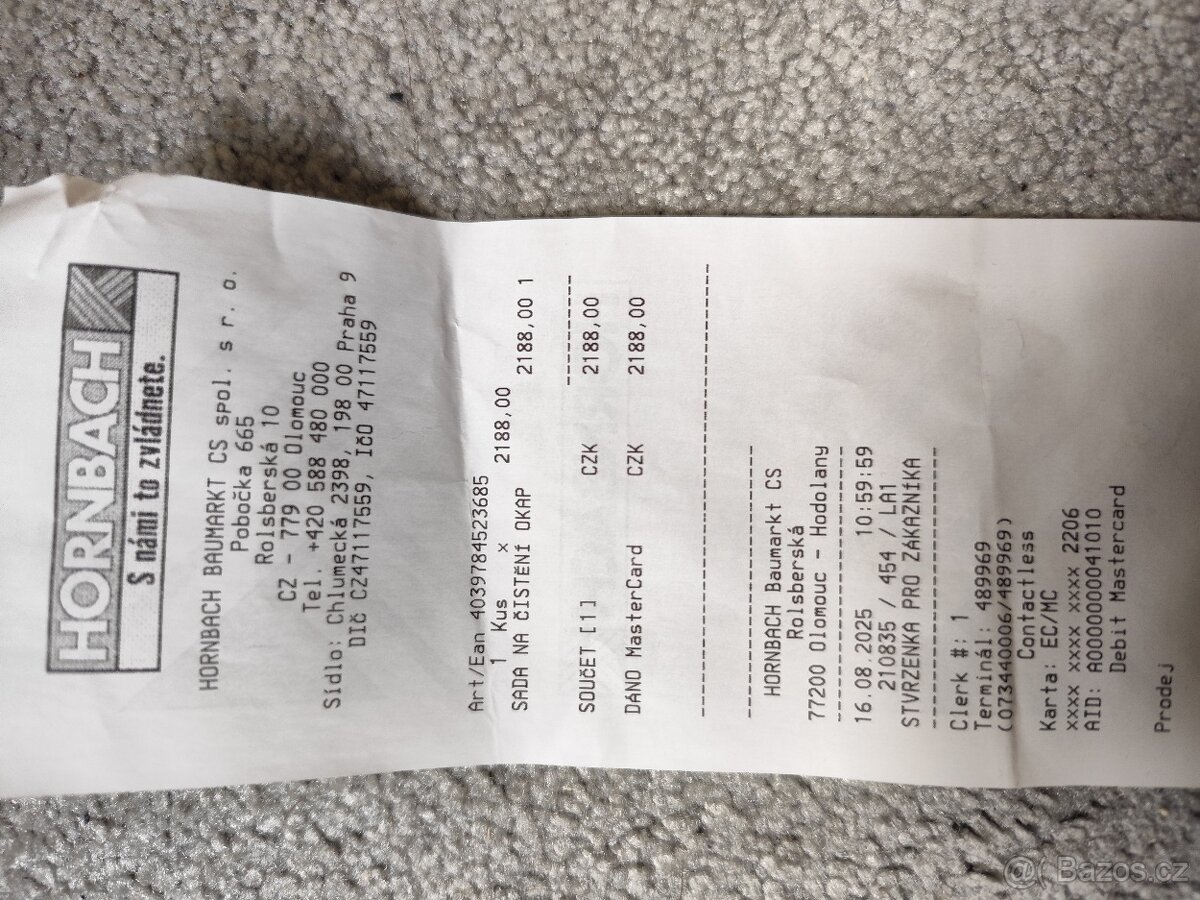 HORNBACH
S námi to zvládnete.
HORNBACH BAUMARKT CS spol. s r. o.
Pobočka 665
Rolsberská 10
CZ - 779 00 Olomouc
Tel. +420 588 480 000
Sídlo: Chlumecká 2398, 198 00 Praha 9
DIČ CZ47117559, IČO 47117559
Art/Ean 4039784523685
1 Kus x 2188,00
SADA NA ČISTĚNÍ OKAP 2188,00 1
SOUČET [1] CZK 2188,00
DÁNO MasterCard CZK 2188,00
HORNBACH Baumarkt CS
Rolsberská
77200 Olomouc - Hodolany
16.08.2025 10:59:59
210835 / 454 / LA1
STVRZENKA PRO ZÁKAZNÍKA
Clerk #: 1
Terminál: 489969
(073440006/489969)
Contactless
Karta: EC/MC
xxxx xxxx xxxx 2206
AID: A0000000041010
Debit Mastercard
Prodej
@( Bazos.cz